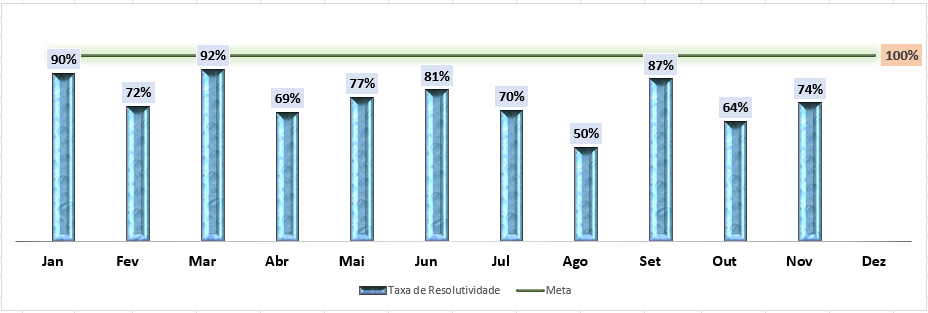 90% 72% 92% 69% 77% 81% 70% 50% 87% 64% 74% 100%
Jan Fev Mar Abr Mai Jun Jul Ago Set Out Nov Dez
Taxa de Resolutividade Meta